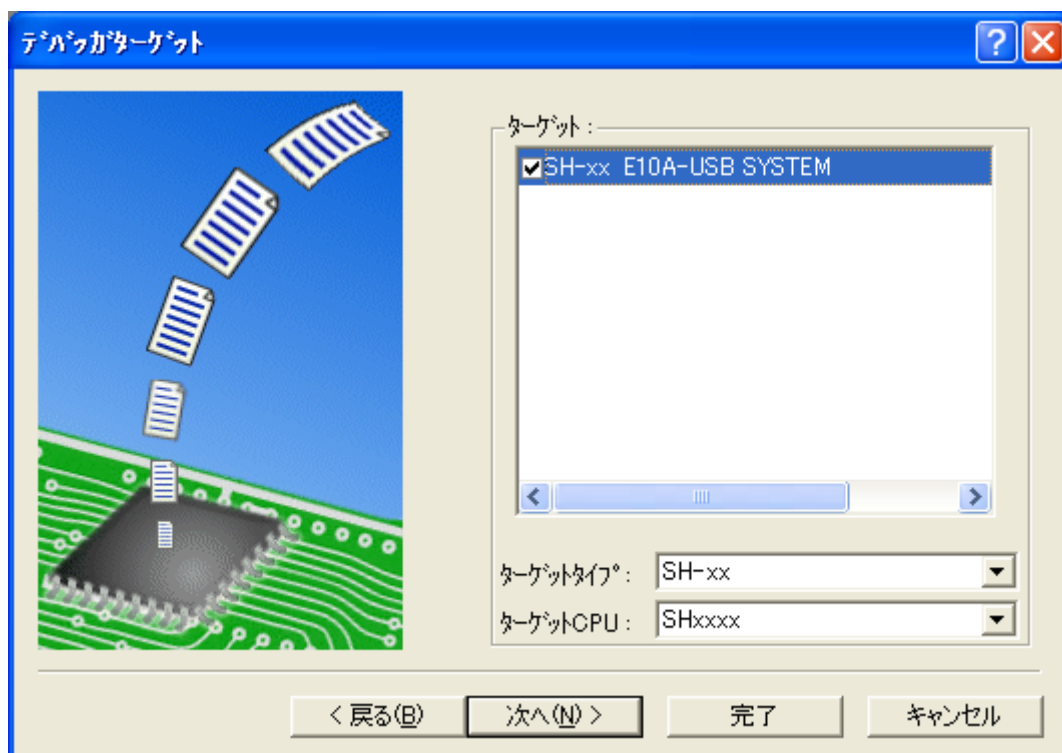 ﾃﾞﾊﾞｯｶﾞﾀｰｹﾞｯﾄ
ﾀｰｹﾞｯﾄ :
SH-xx E10A-USB SYSTEM
ﾀｰｹﾞｯﾄﾀｲﾌﾟ : SH-xx
ﾀｰｹﾞｯﾄCPU : SHxxxx
< 戻る(B) 次へ(N) > 完了 キャンセル